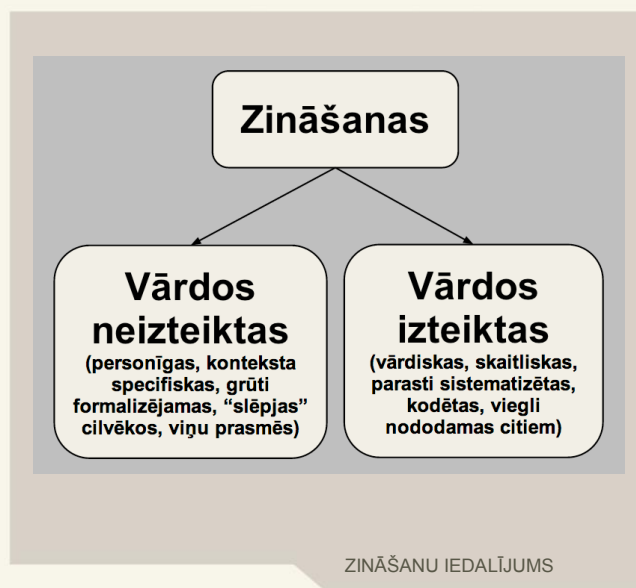 Zināšanas
Vārdos
neizteiktas
(personīgas, konteksta
specifiskas, grūti
formalizējamas, “slēpjas”
cilvēkos, viņu prasmēs)
Vārdos
izteiktas
(vārdiskas, skaitliskas,
parasti sistematizētas,
kodētas, viegli
nododamas citiem)
ZINĀŠANU IEDALĪJUMS